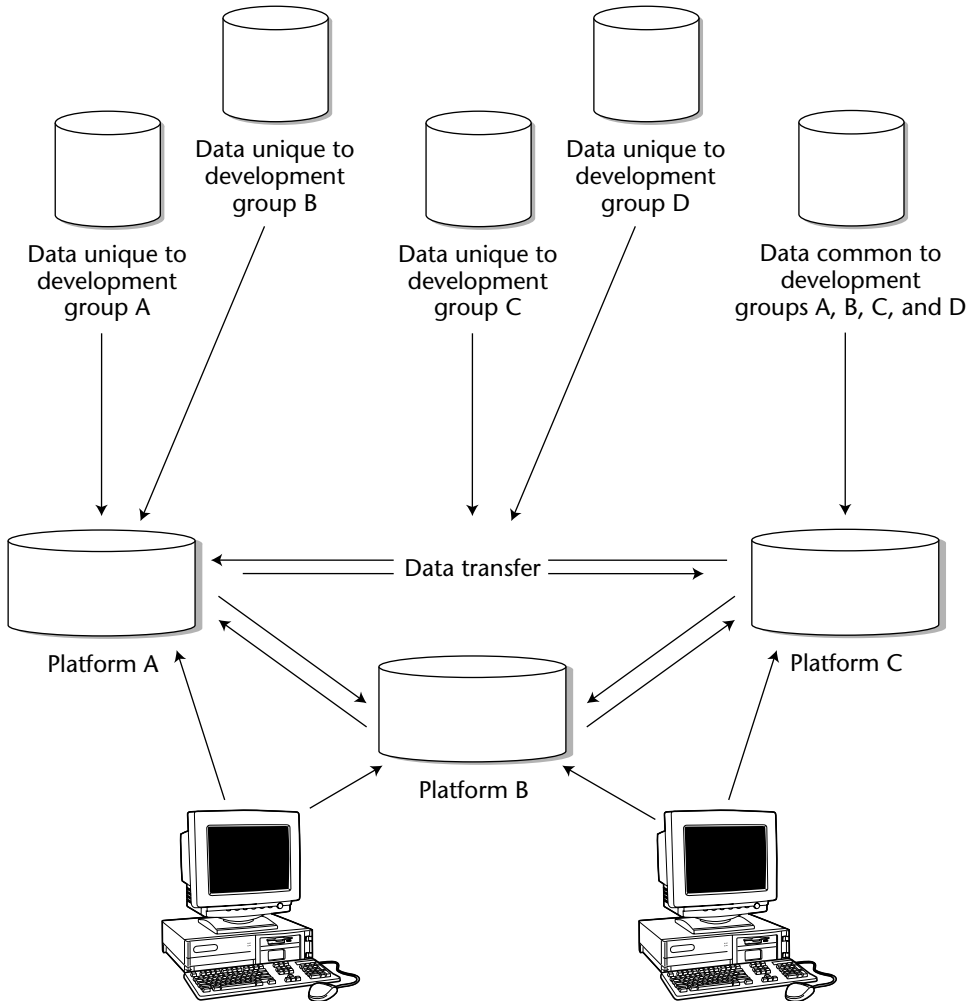 Data unique to
development
group B
Data unique to
development
group D
Data unique to
development
group A
Data unique to
development
group C
Data common to
development
groups A, B, C, and D
Data transfer
Platform A
Platform C
Platform B